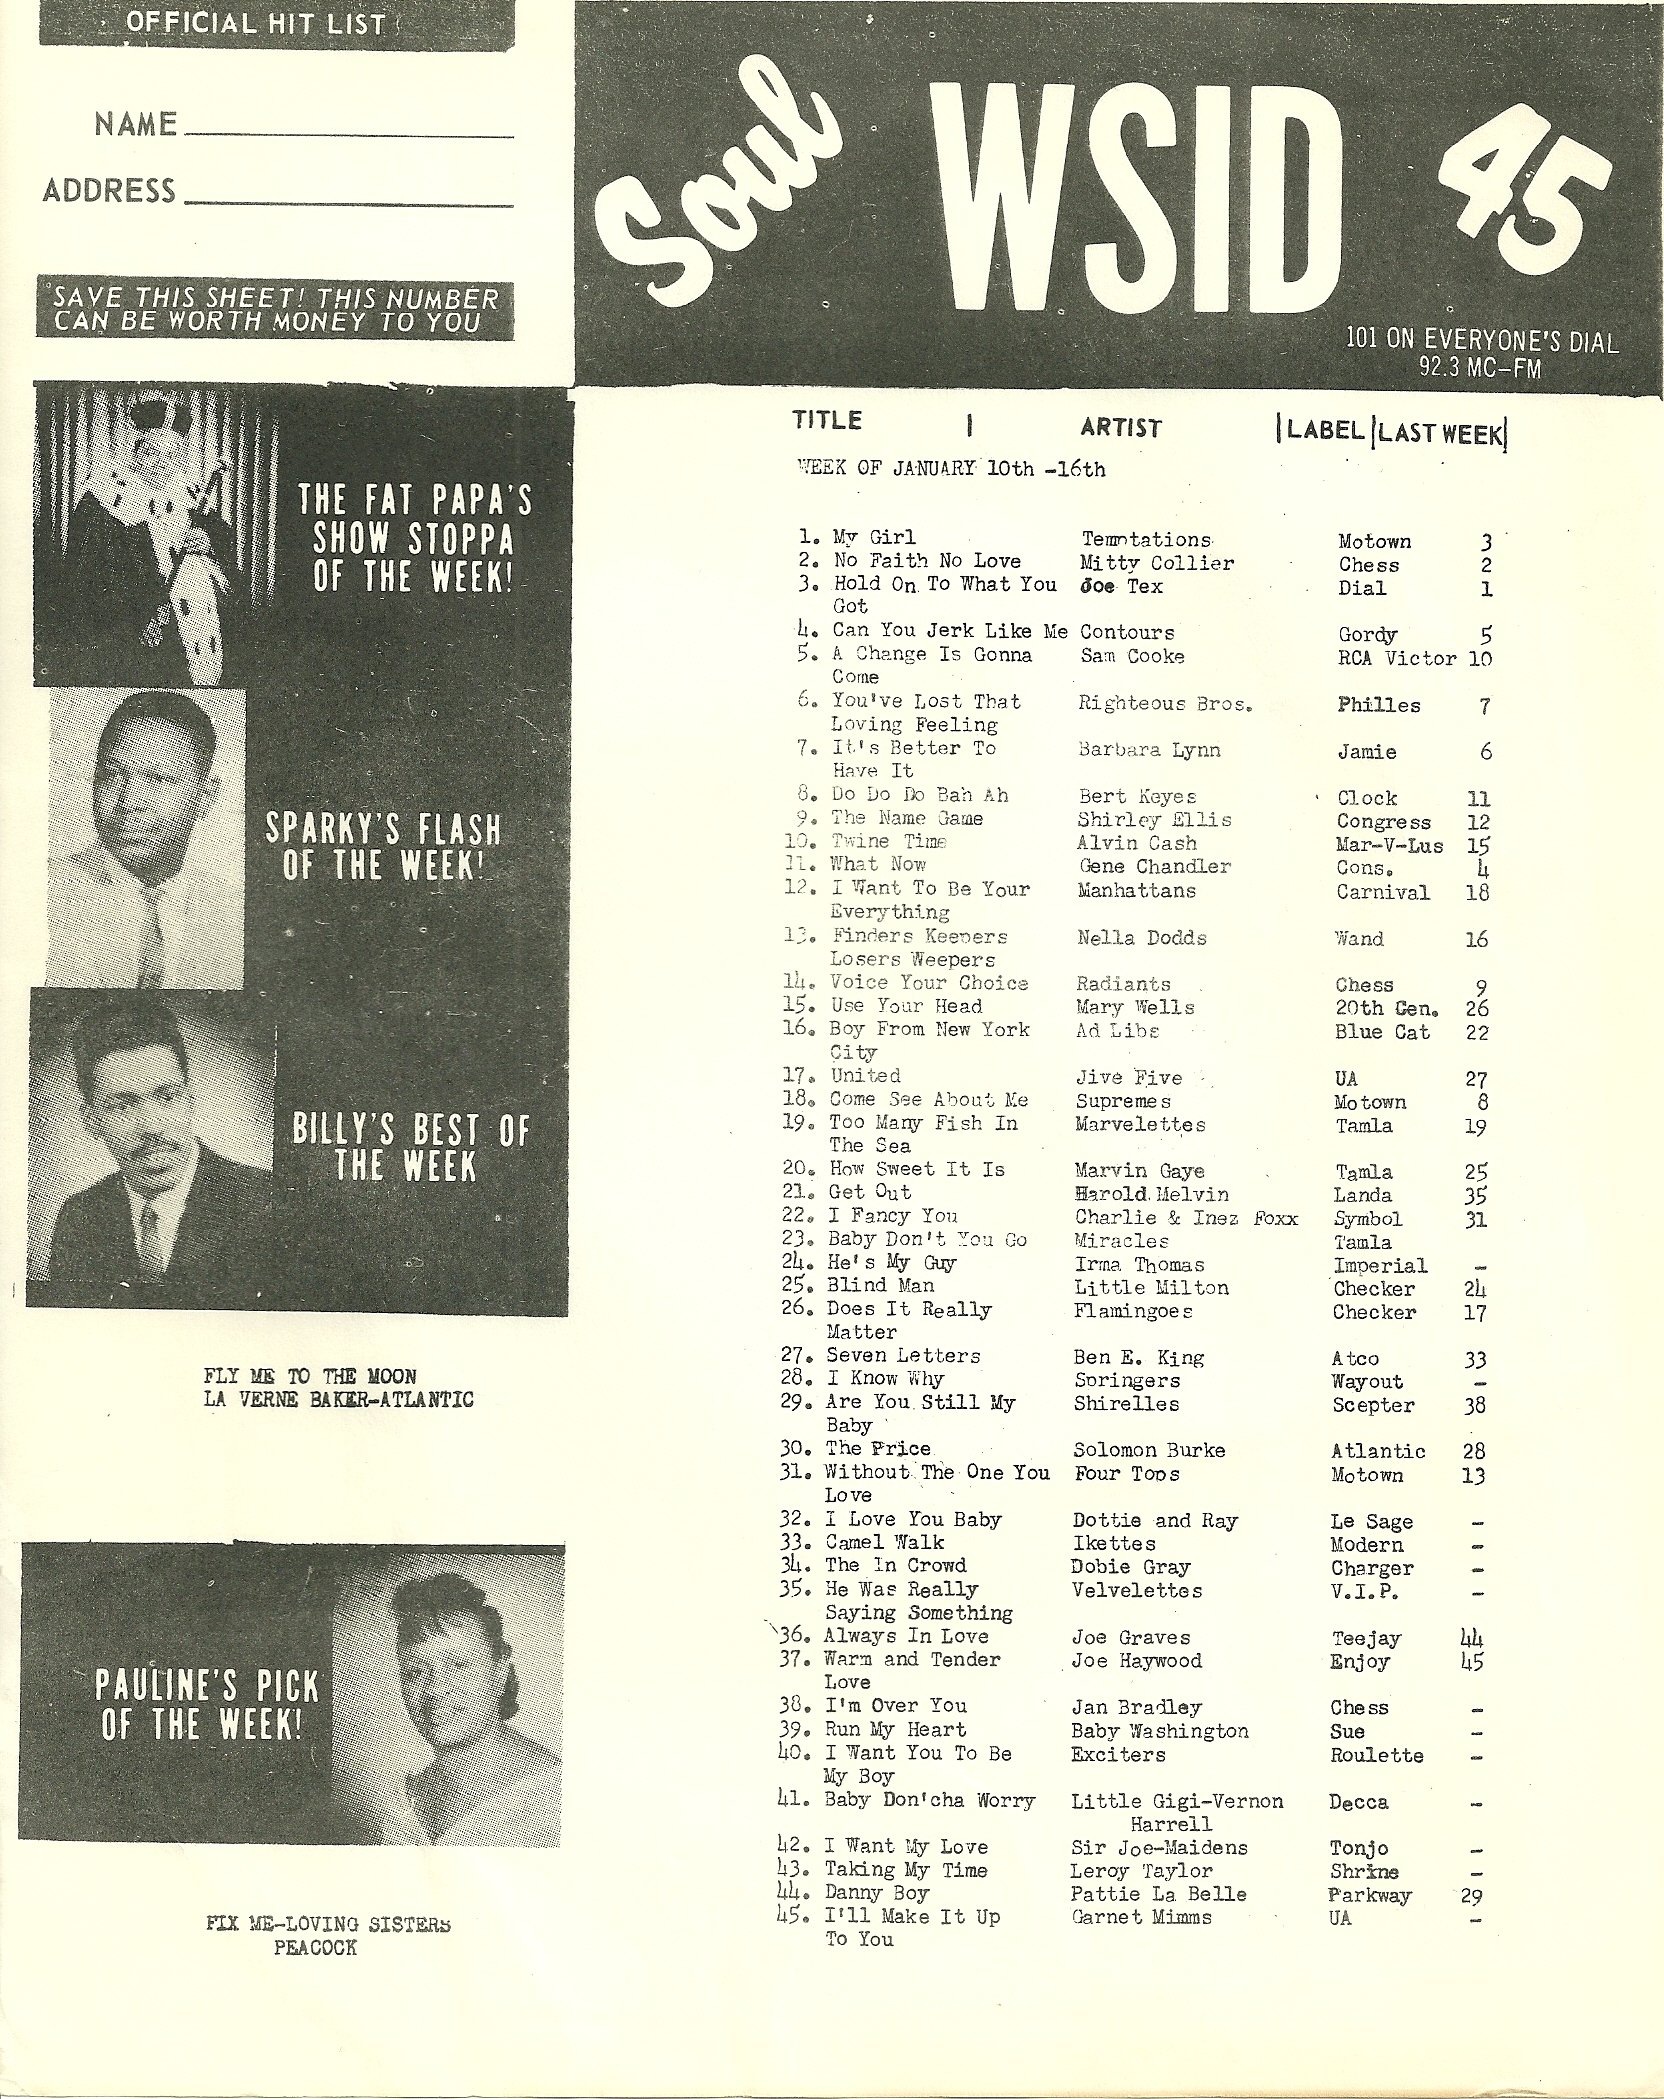 OFFICIAL HIT LIST
NAME
ADDRESS
SAVE THIS SHEET! THIS NUMBER
CAN BE WORTH MONEY TO YOU
Soul WSID 45
101 ON EVERYONE'S DIAL
92.3 MC-FM
THE FAT PAPA'S
SHOW STOPPA
OF THE WEEK!
SPARKY'S FLASH
OF THE WEEK!
BILLY'S BEST OF
THE WEEK
FLY ME TO THE MOON
LA VERNE BAKER-ATLANTIC
PAULINE'S PICK
OF THE WEEK!
FIX ME-LOVING SISTERS
PEACOCK
TITLE | ARTIST |LABEL|LAST WEEK|
WEEK OF JANUARY 10th -16th
1. My Girl Temptations Motown 3
2. No Faith No Love Mitty Collier Chess 2
3. Hold On To What You Joe Tex Dial 1
Got
4. Can You Jerk Like Me Contours Gordy 5
5. A Change Is Gonna Sam Cooke RCA Victor 10
Come
6. You've Lost That Righteous Bros. Philles 7
Loving Feeling
7. It's Better To Barbara Lynn Jamie 6
Have It
8. Do Do Do Bah Ah Bert Keyes Clock 11
9. The Name Game Shirley Ellis Congress 12
10. Twine Time Alvin Cash Mar-V-Lus 15
11. What Now Gene Chandler Cons. 4
12. I Want To Be Your Manhattans Carnival 18
Everything
13. Finders Keepers Nella Dodds Wand 16
Losers Weepers
14. Voice Your Choice Radiants Chess 9
15. Use Your Head Mary Wells 20th Cen. 26
16. Boy From New York Ad Libs Blue Cat 22
City
17. United Jive Five UA 27
18. Come See About Me Supremes Motown 8
19. Too Many Fish In Marvelettes Tamla 19
The Sea
20. How Sweet It Is Marvin Gaye Tamla 25
21. Get Out Harold Melvin Landa 35
22. I Fancy You Charlie & Inez Foxx Symbol 31
23. Baby Don't You Go Miracles Tamla
24. He's My Guy Irma Thomas Imperial -
25. Blind Man Little Milton Checker 24
26. Does It Really Flamingoes Checker 17
Matter
27. Seven Letters Ben E. King Atco 33
28. I Know Why Springers Wayout -
29. Are You Still My Shirelles Scepter 38
Baby
30. The Price Solomon Burke Atlantic 28
31. Without The One You Four Tops Motown 13
Love
32. I Love You Baby Dottie and Ray Le Sage -
33. Camel Walk Ikettes Modern -
34. The In Crowd Dobie Gray Charger -
35. He Was Really Velvelettes V.I.P. -
Saying Something
36. Always In Love Joe Graves Teejay 44
37. Warm and Tender Joe Haywood Enjoy 45
Love
38. I'm Over You Jan Bradley Chess -
39. Run My Heart Baby Washington Sue -
40. I Want You To Be Exciters Roulette -
My Boy
41. Baby Don'cha Worry Little Gigi-Vernon Decca -
Harrell
42. I Want My Love Sir Joe-Maidens Tonjo -
43. Taking My Time Leroy Taylor Shrine -
44. Danny Boy Pattie La Belle Parkway 29
45. I'll Make It Up Garnet Mimms UA -
To You